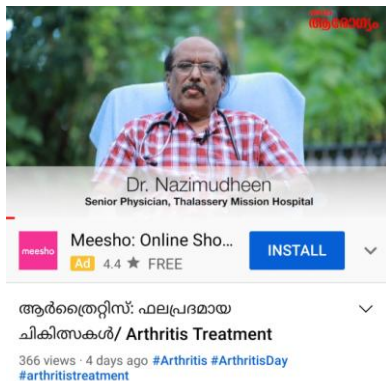 ആരോഗ്യം
Dr. Nazimudheen
Senior Physician, Thalassery Mission Hospital
meesho
Meesho: Online Sho...
Ad 4.4 ★ FREE
INSTALL
ആർത്രൈറ്റിസ്: ഫലപ്രദമായ
ചികിത്സകൾ/ Arthritis Treatment
366 views · 4 days ago #Arthritis #ArthritisDay
#arthritistreatment